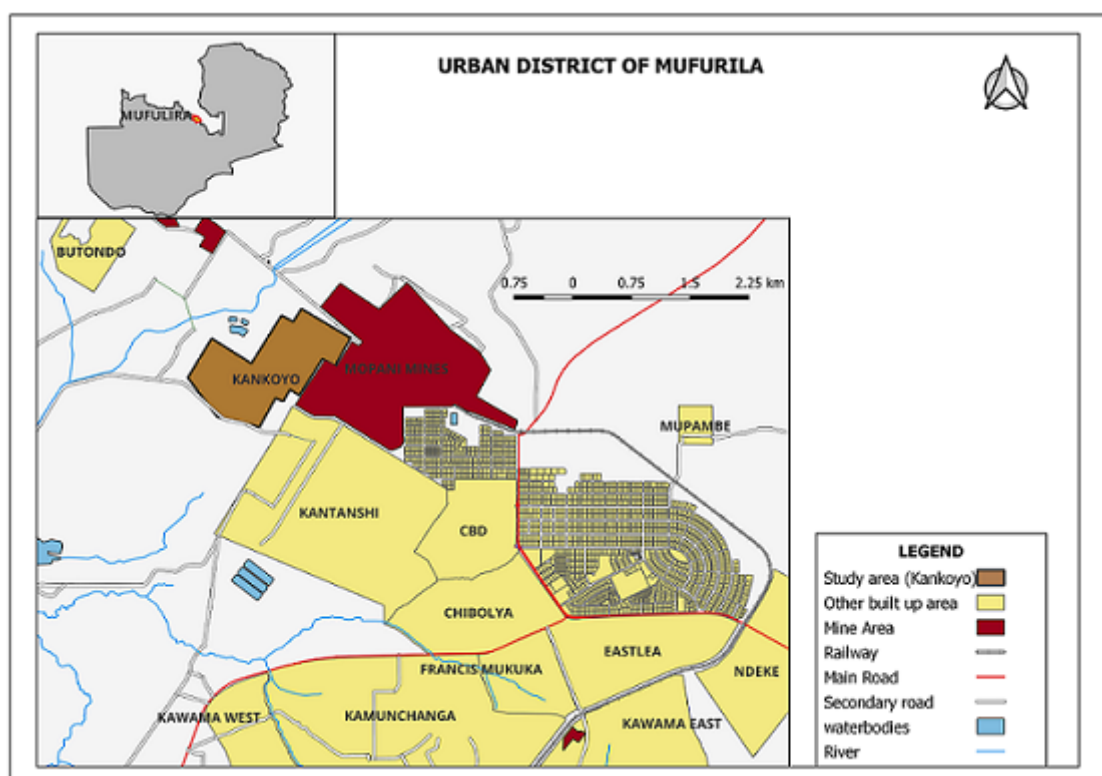 URBAN DISTRICT OF MUFURILA
MUFULIRA
BUTONDO
0.75 0 0.75 1.5 2.25 km
KANKOYO
MOPANI MINES
MUPAMBE
KANTANSHI
CBD
CHIBOLYA
EASTLEA
FRANCIS MUKUKA
NDEKE
KAWAMA WEST
KAMUNCHANGA
KAWAMA EAST
LEGEND
Study area (Kankoyo)
Other built up area
Mine Area
Railway
Main Road
Secondary road
waterbodies
River